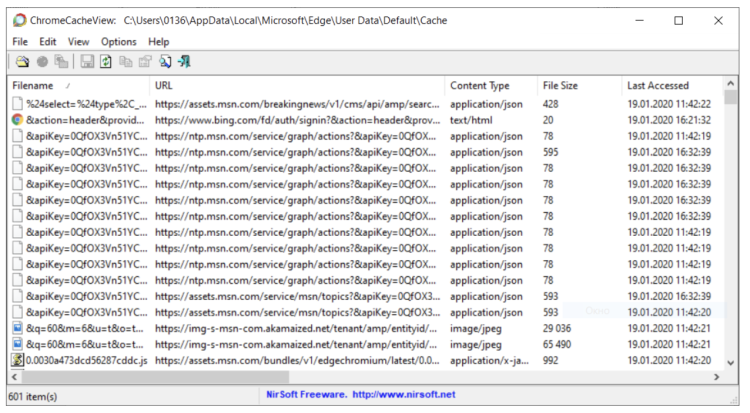 ChromeCacheView: C:\Users\0136\AppData\Local\Microsoft\Edge\User Data\Default\Cache
File Edit View Options Help
Filename / URL Content Type File Size Last Accessed
%24select=%24type%2C_... https://assets.msn.com/breakingnews/v1/cms/api/amp/searc... application/json 428 19.01.2020 11:42:22
&action=header&provid... https://www.bing.com/fd/auth/signin?&action=header&prov... text/html 20 19.01.2020 16:21:32
&apiKey=0QfOX3Vn51YC... https://ntp.msn.com/service/graph/actions?&apiKey=0QfOX... application/json 78 19.01.2020 11:42:19
&apiKey=0QfOX3Vn51YC... https://ntp.msn.com/service/graph/actions?&apiKey=0QfOX... application/json 595 19.01.2020 16:32:39
&apiKey=0QfOX3Vn51YC... https://ntp.msn.com/service/graph/actions?&apiKey=0QfOX... application/json 78 19.01.2020 16:32:39
&apiKey=0QfOX3Vn51YC... https://ntp.msn.com/service/graph/actions?&apiKey=0QfOX... application/json 78 19.01.2020 16:32:39
&apiKey=0QfOX3Vn51YC... https://ntp.msn.com/service/graph/actions?&apiKey=0QfOX... application/json 78 19.01.2020 11:42:19
&apiKey=0QfOX3Vn51YC... https://ntp.msn.com/service/graph/actions?&apiKey=0QfOX... application/json 78 19.01.2020 16:32:39
&apiKey=0QfOX3Vn51YC... https://ntp.msn.com/service/graph/actions?&apiKey=0QfOX... application/json 78 19.01.2020 11:42:19
&apiKey=0QfOX3Vn51YC... https://ntp.msn.com/service/graph/actions?&apiKey=0QfOX... application/json 78 19.01.2020 11:42:19
&apiKey=0QfOX3Vn51YC... https://ntp.msn.com/service/graph/actions?&apiKey=0QfOX... application/json 78 19.01.2020 11:42:19
&apiKey=0QfOX3Vn51YC... https://ntp.msn.com/service/graph/actions?&apiKey=0QfOX... application/json 78 19.01.2020 11:42:19
&apiKey=0QfOX3Vn51YC... https://assets.msn.com/service/msn/topics?&apiKey=0QfOX3... application/json 593 19.01.2020 16:32:39
&apiKey=0QfOX3Vn51YC... https://assets.msn.com/service/msn/topics?&apiKey=0QfOX3... application/json 593 19.01.2020 11:42:20
&q=60&m=6&u=t&o=t... https://img-s-msn-com.akamaized.net/tenant/amp/entityid/... image/jpeg 29 036 19.01.2020 11:42:21
&q=60&m=6&u=t&o=t... https://img-s-msn-com.akamaized.net/tenant/amp/entityid/... image/jpeg 65 490 19.01.2020 11:42:21
0.0030a473dcd56287cddc.js https://assets.msn.com/bundles/v1/edgechromium/latest/0.0... application/x-ja... 992 19.01.2020 11:42:20
601 item(s) NirSoft Freeware. http://www.nirsoft.net